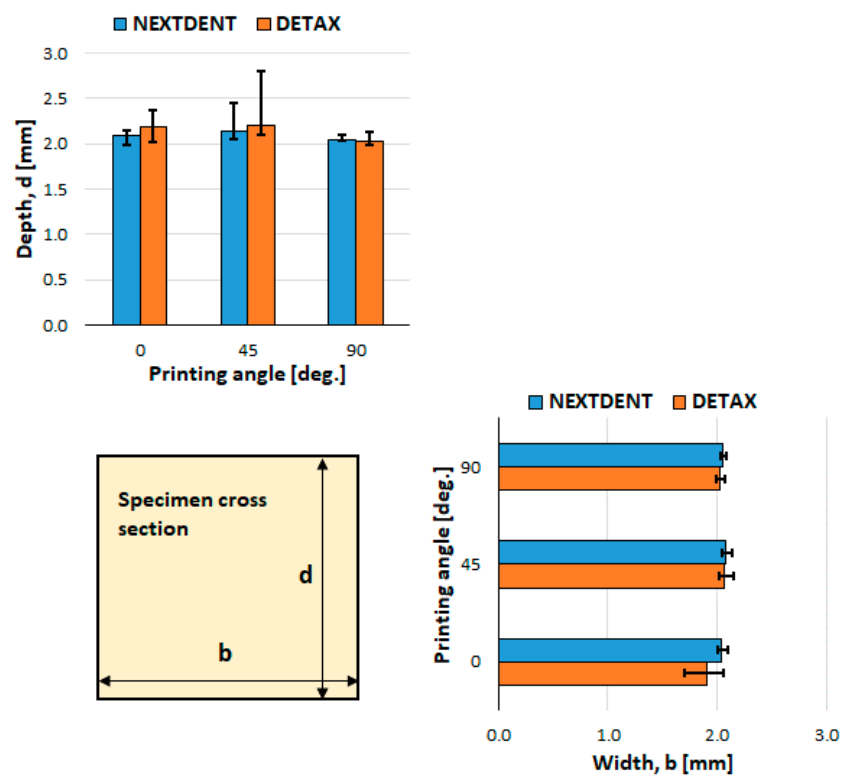 NEXTDENT DETAX
3.0
2.5
2.0
1.5
1.0
0.5
0.0
Depth, d [mm]
0 45 90
Printing angle [deg.]
Specimen cross
section
d
b
NEXTDENT DETAX
90
45
0
Printing angle [deg.]
0.0 1.0 2.0 3.0
Width, b [mm]